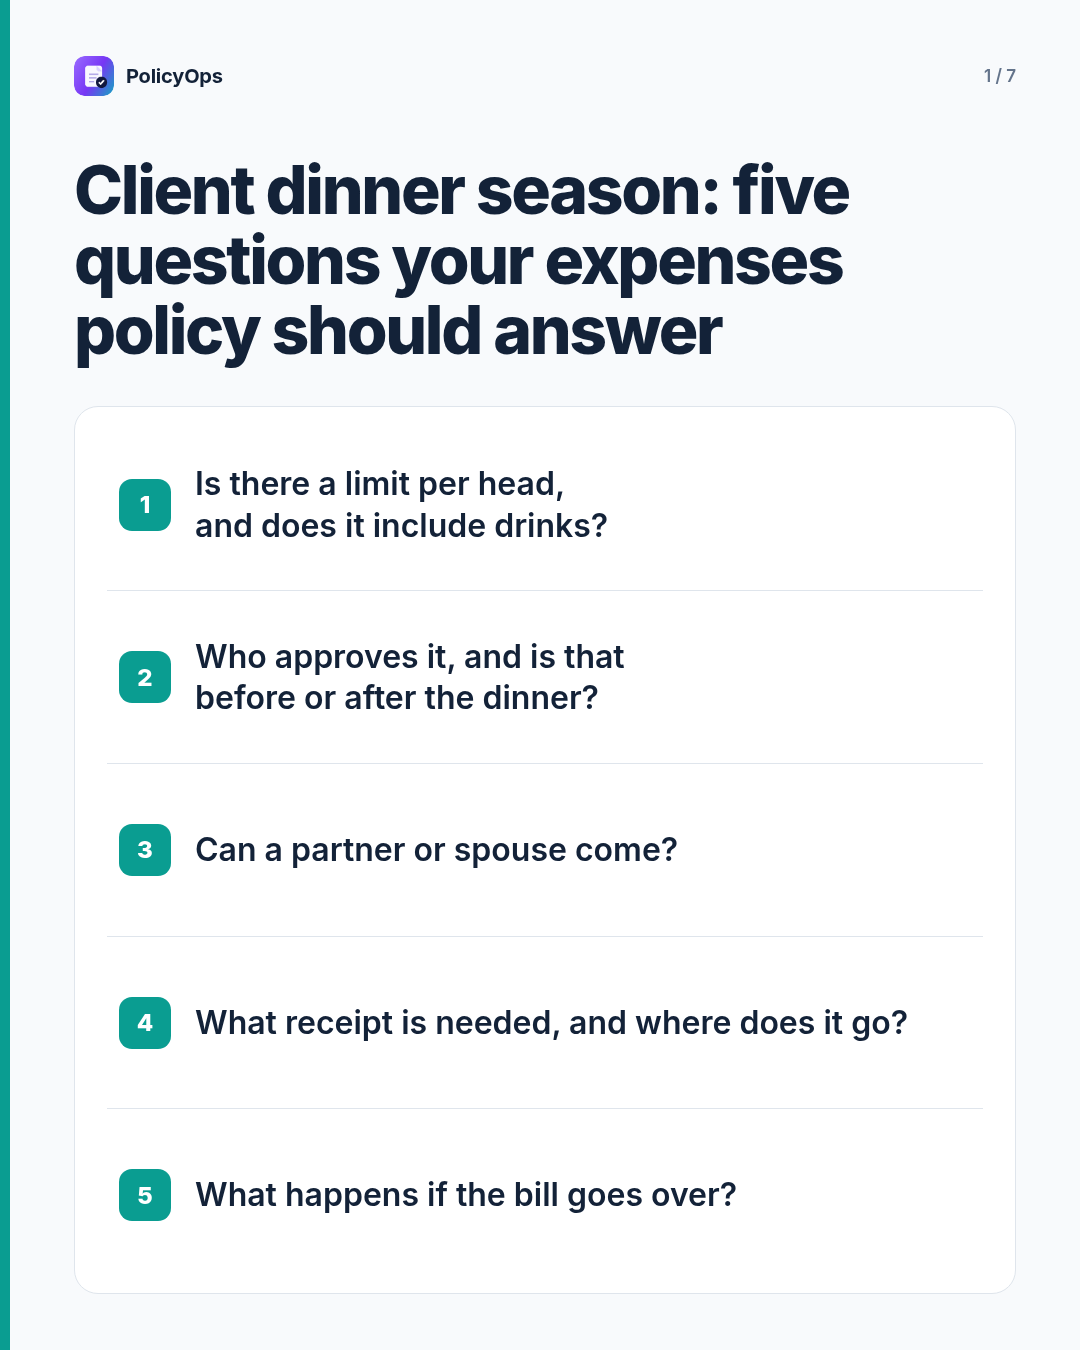 PolicyOps
1 / 7
Client dinner season: five
questions your expenses
policy should answer
1
Is there a limit per head,
and does it include drinks?
2
Who approves it, and is that
before or after the dinner?
3
Can a partner or spouse come?
4
What receipt is needed, and where does it go?
5
What happens if the bill goes over?